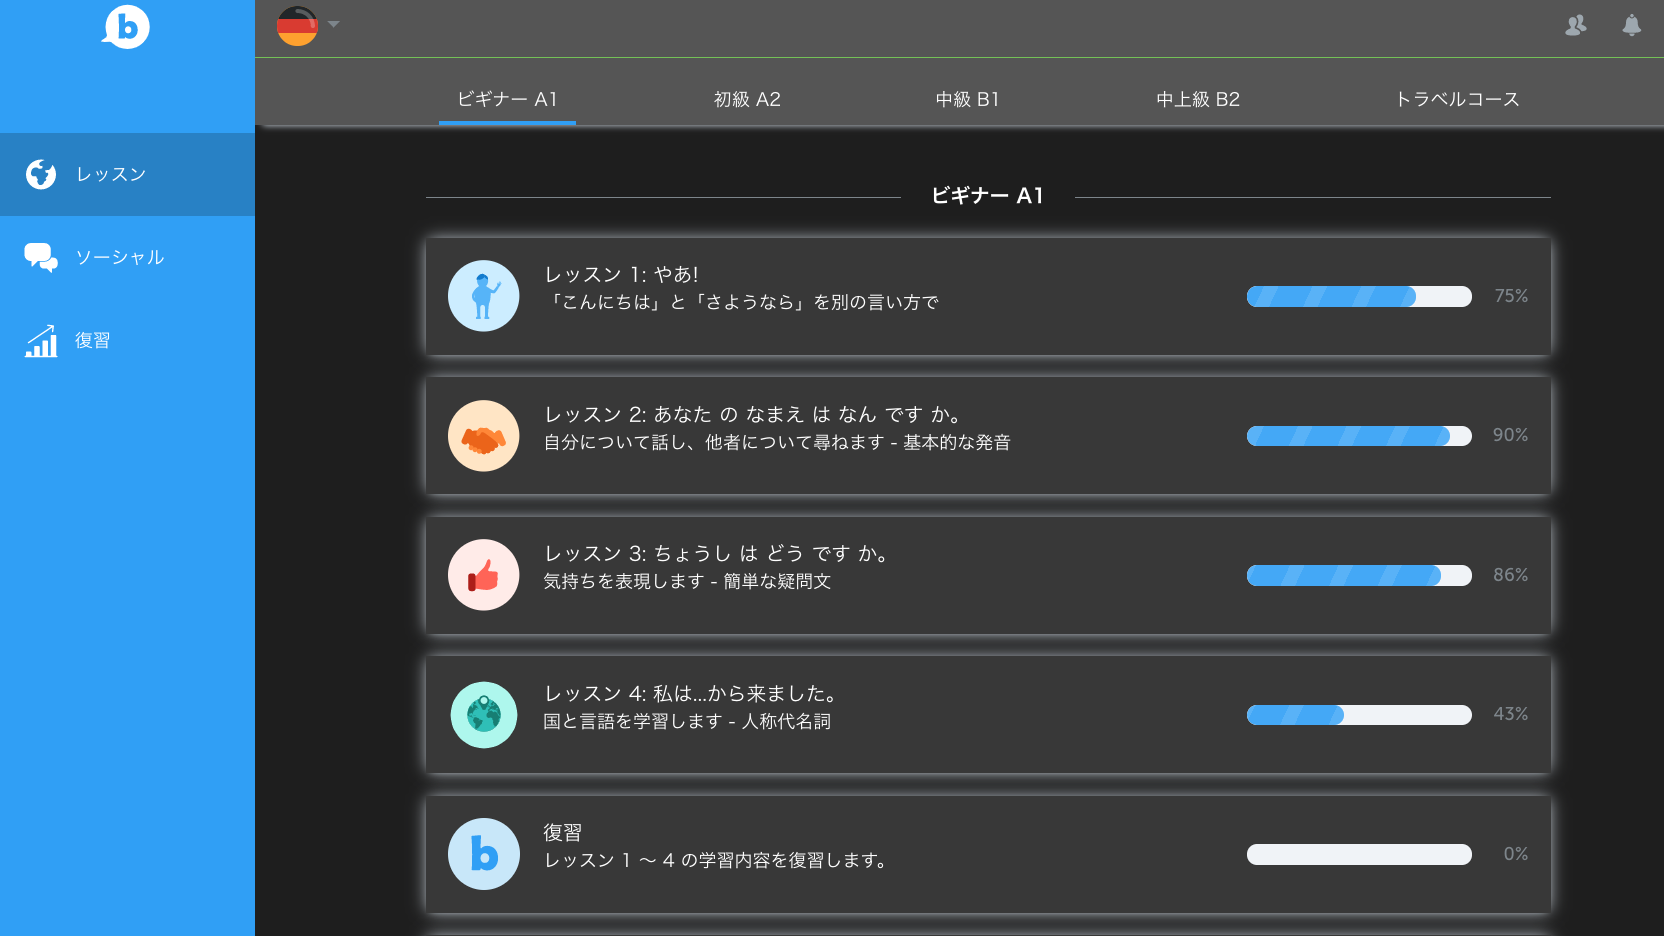 b
ビギナー A1
初級 A2
中級 B1
中上級 B2
トラベルコース
レッスン
ソーシャル
復習
ビギナー A1
レッスン 1: やあ!
「こんにちは」と「さようなら」を別の言い方で
75%
レッスン 2: あなた の なまえ は なん です か。
自分について話し、他者について尋ねます - 基本的な発音
90%
レッスン 3: ちょうし は どう です か。
気持ちを表現します - 簡単な疑問文
86%
レッスン 4: 私は...から来ました。
国と言語を学習します - 人称代名詞
43%
b
復習
レッスン 1 〜 4 の学習内容を復習します。
0%